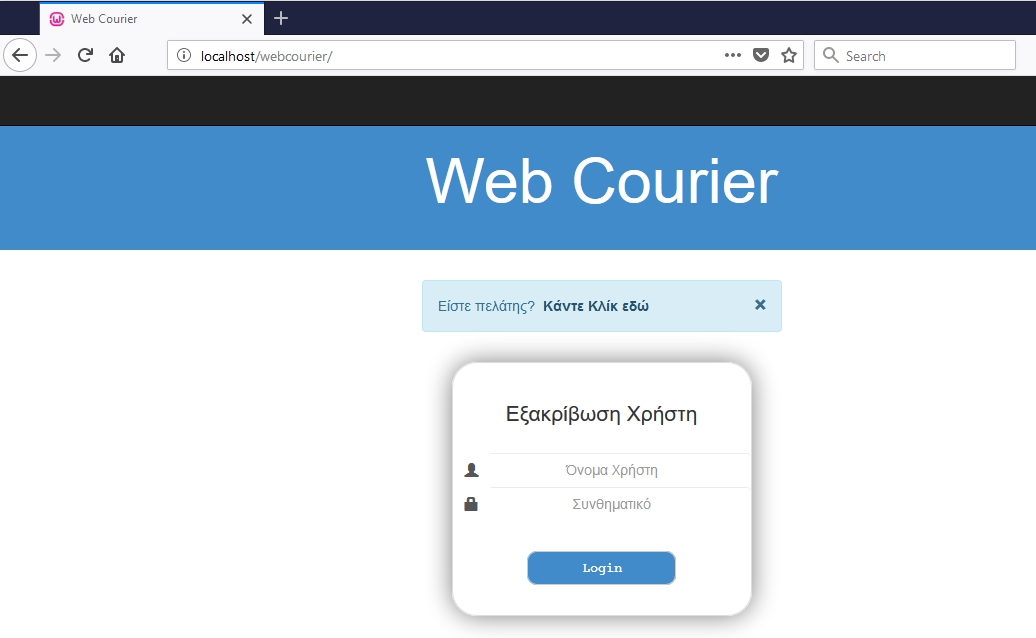 Web Courier
localhost/webcourier/
Search
Web Courier
Είστε πελάτης? Κάντε Κλίκ εδώ
Εξακρίβωση Χρήστη
Όνομα Χρήστη
Συνθηματικό
Login